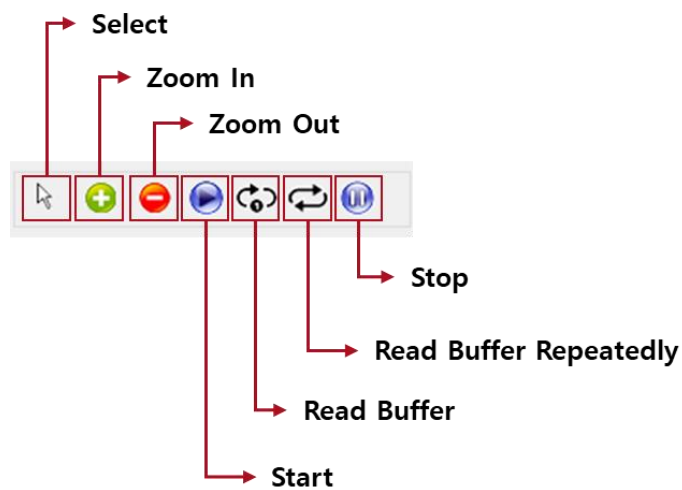 Select
Zoom In
Zoom Out
Stop
Read Buffer Repeatedly
Read Buffer
Start